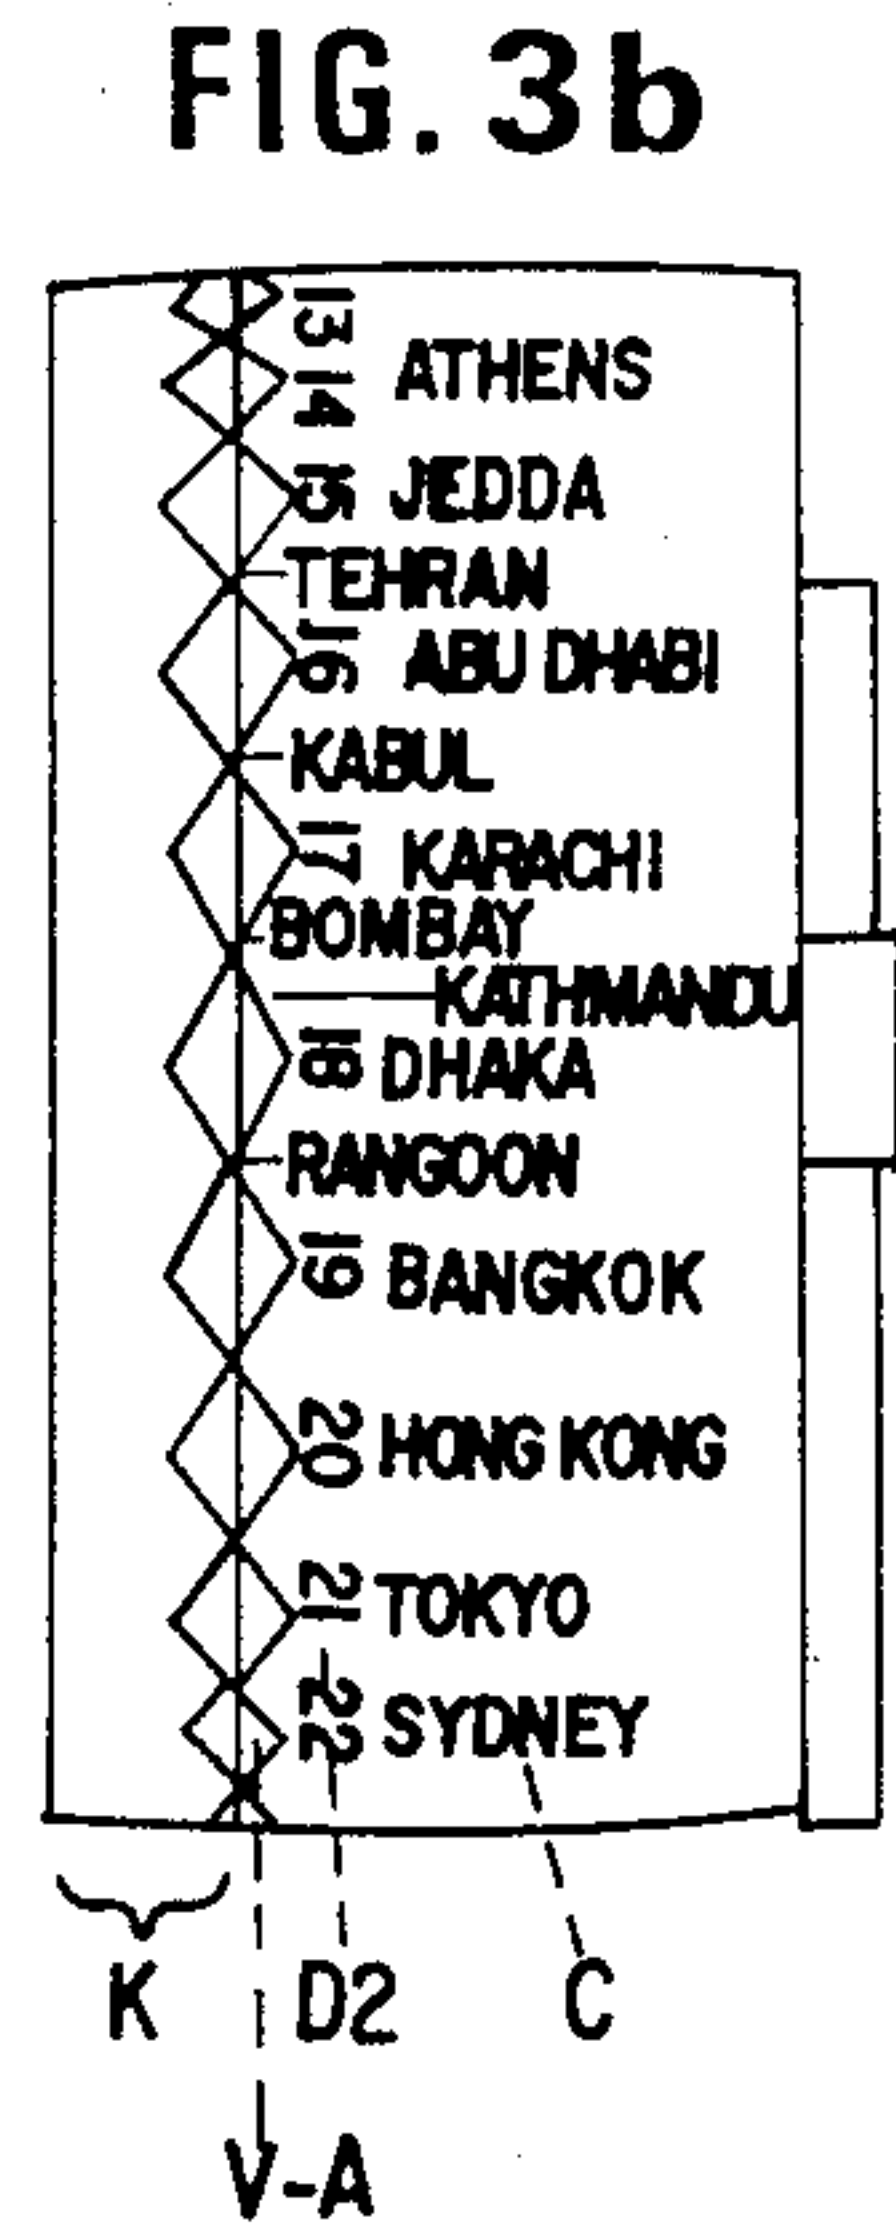 FIG. 3b
13
ATHENS
14
15 JEDDA
TEHRAN
16 ABU DHABI
KABUL
17 KARACHI
BOMBAY
KATHMANDU
18 DHAKA
RANGOON
19 BANGKOK
20 HONG KONG
21 TOKYO
22 SYDNEY
K D2 C
V-A